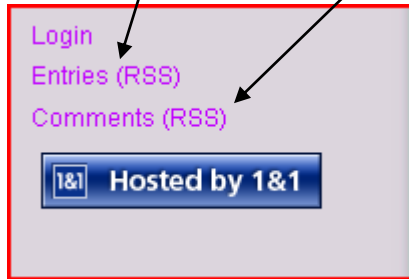 Login
Entries (RSS)
Comments (RSS)
1&1 Hosted by 1&1